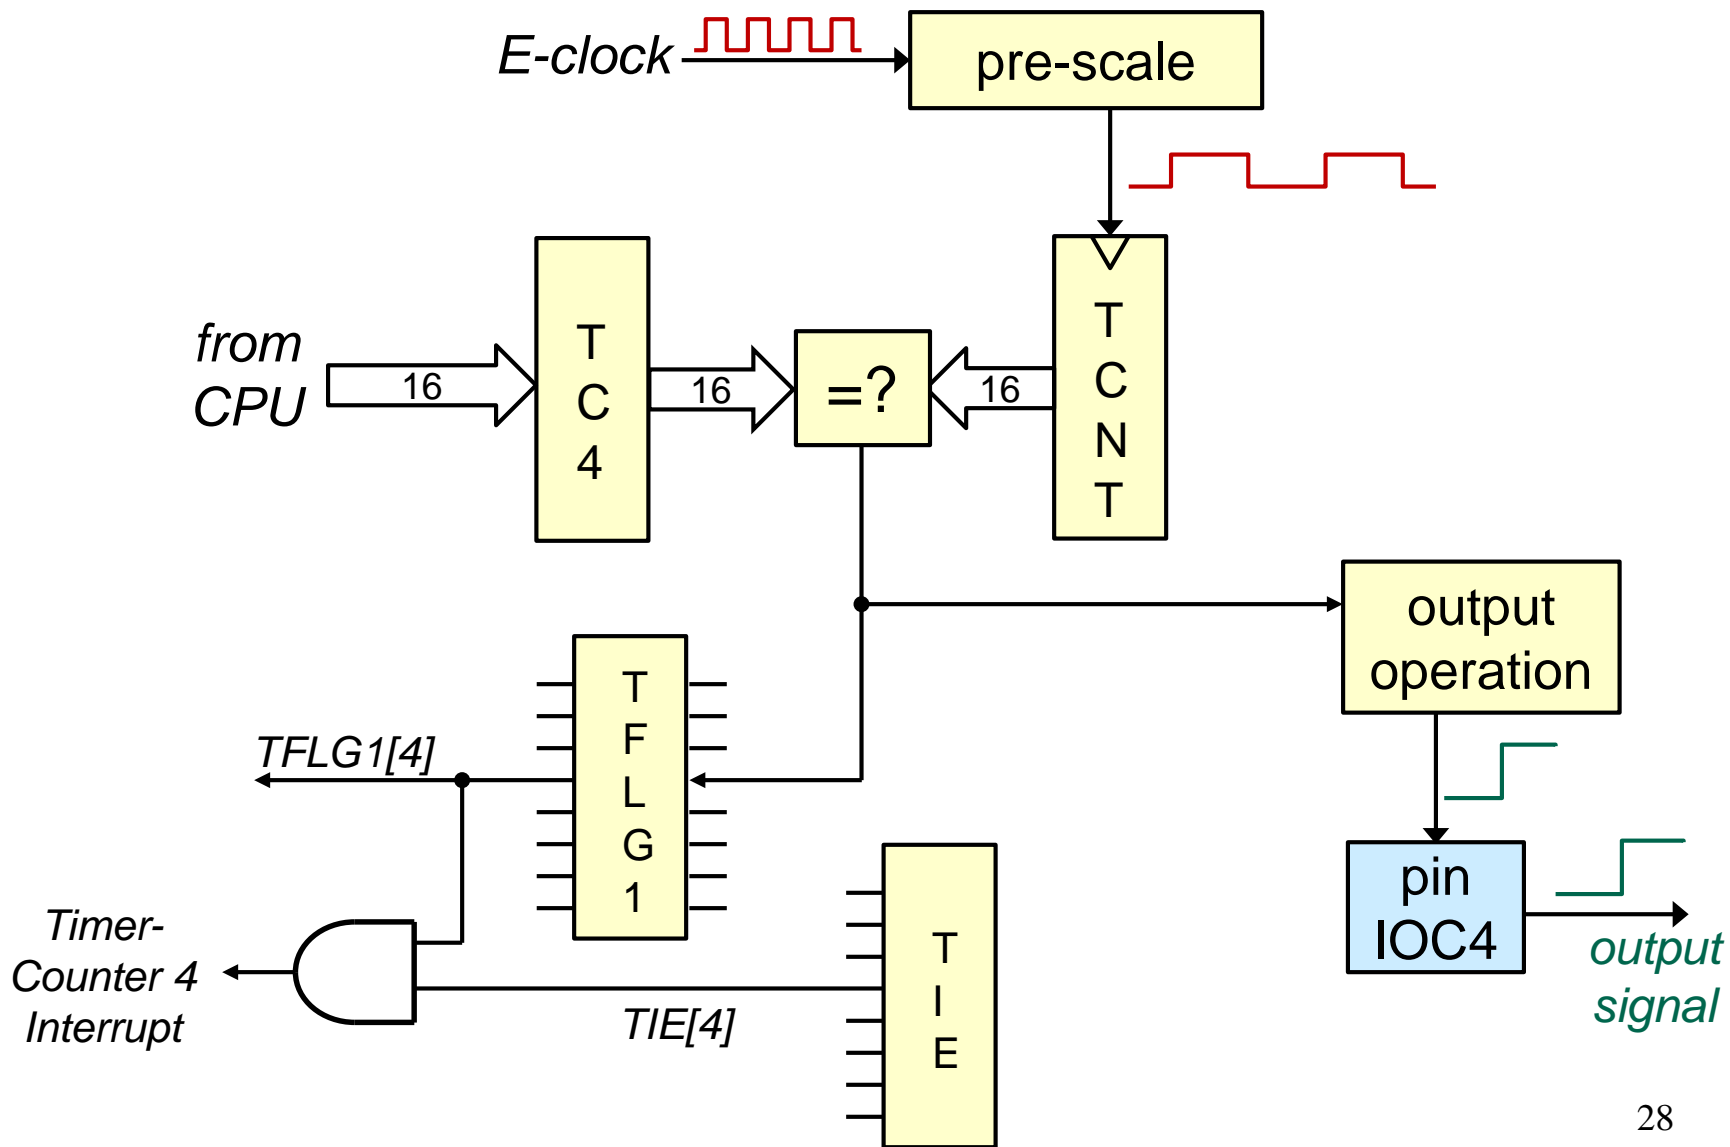 E-clock
pre-scale
from
CPU
16
T
C
4
16
=?
16
T
C
N
T
output
operation
T
F
L
G
1
TFLG1[4]
pin
IOC4
output
signal
Timer-
Counter 4
Interrupt
TIE[4]
T
I
E
28